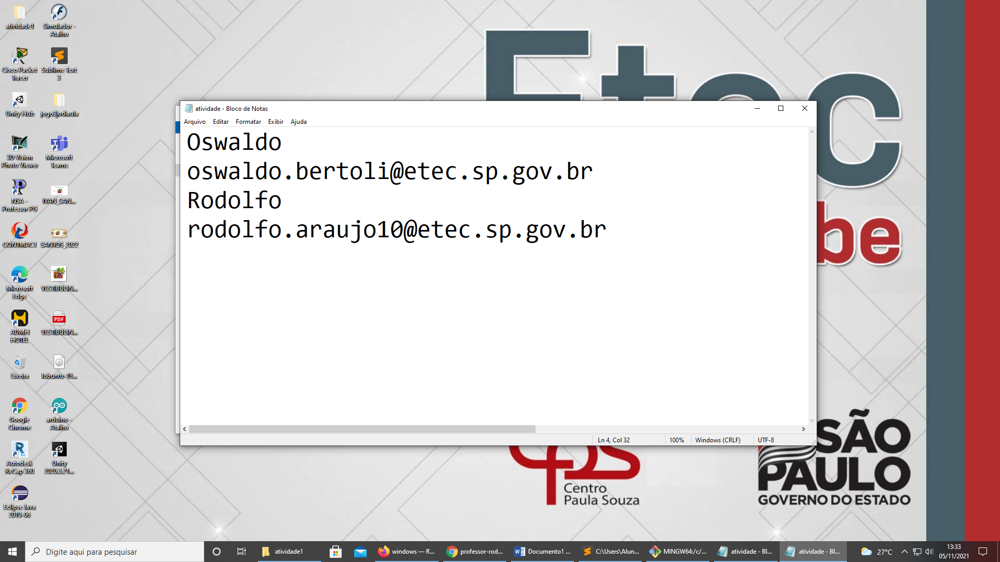 atividade1
Simulador -
Atalho
Cisco Packet
Tracer
Sublime Text
3
Unity Hub
jogo3jodiaula
3D Vision
Photo Viewer
Microsoft
Teams
NSA -
Professor PG
IVAN_SAN...
CONTMACT
SANTOS_2022
Microsoft
Edge
VESTIBULIN...
ADMH
HOTEL
PDF
VESTIBULIN...
Lixeira
lubuntu-18...
Google
Chrome
arduino -
Atalho
Autodesk
ReCap 360
Unity
2020.3.21...
Eclipse Java
2019-06
atividade - Bloco de Notas
Arquivo Editar Formatar Exibir Ajuda
Oswaldo
oswaldo.bertoli@etec.sp.gov.br
Rodolfo
rodolfo.araujo10@etec.sp.gov.br
Ln 4, Col 32 100% Windows (CRLF) UTF-8
Etec
be
cps
Centro
Paula Souza
SÃO
PAULO
GOVERNO DO ESTADO
Digite aqui para pesquisar
atividade1
windows — R...
professor-rod...
Documento1 ...
C:\Users\Alun...
MINGW64:/c/...
atividade - Bl...
atividade - Bl...
27°C
13:33
05/11/2021